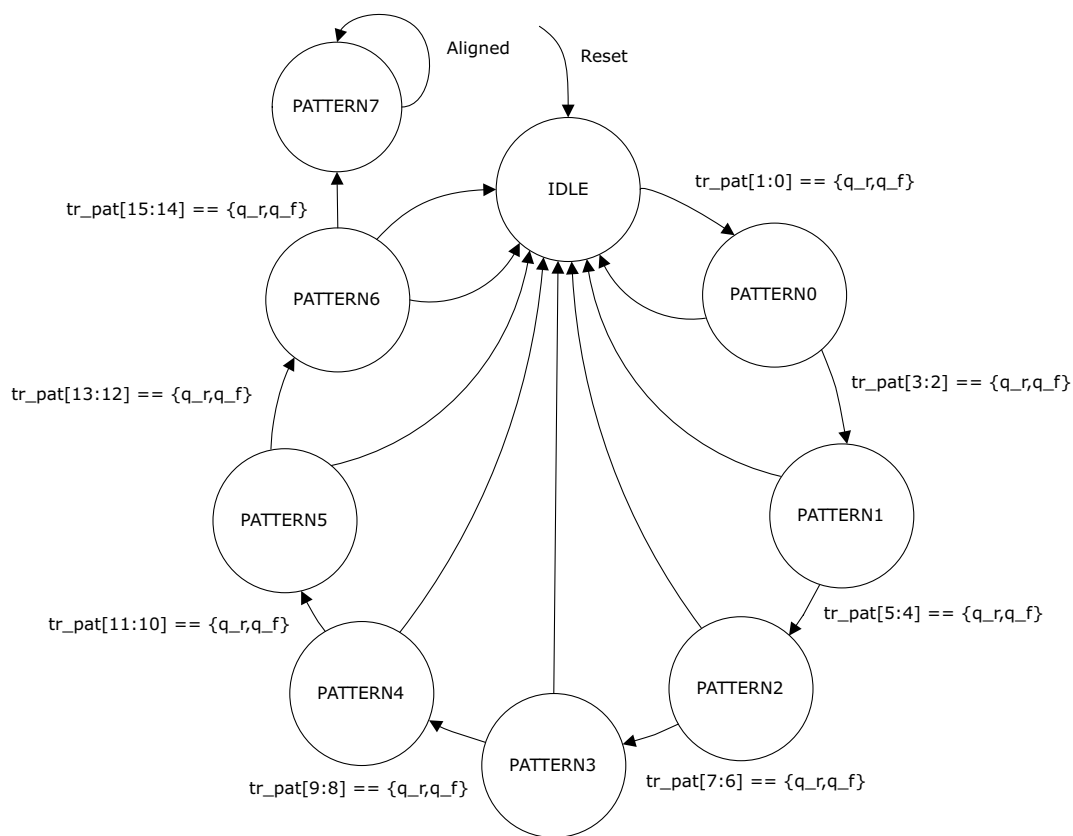 Aligned
Reset
PATTERN7
IDLE
tr_pat[1:0] == {q_r,q_f}
tr_pat[15:14] == {q_r,q_f}
PATTERN6
PATTERN0
tr_pat[13:12] == {q_r,q_f}
tr_pat[3:2] == {q_r,q_f}
PATTERN5
PATTERN1
tr_pat[11:10] == {q_r,q_f}
tr_pat[5:4] == {q_r,q_f}
PATTERN4
PATTERN2
PATTERN3
tr_pat[9:8] == {q_r,q_f}
tr_pat[7:6] == {q_r,q_f}